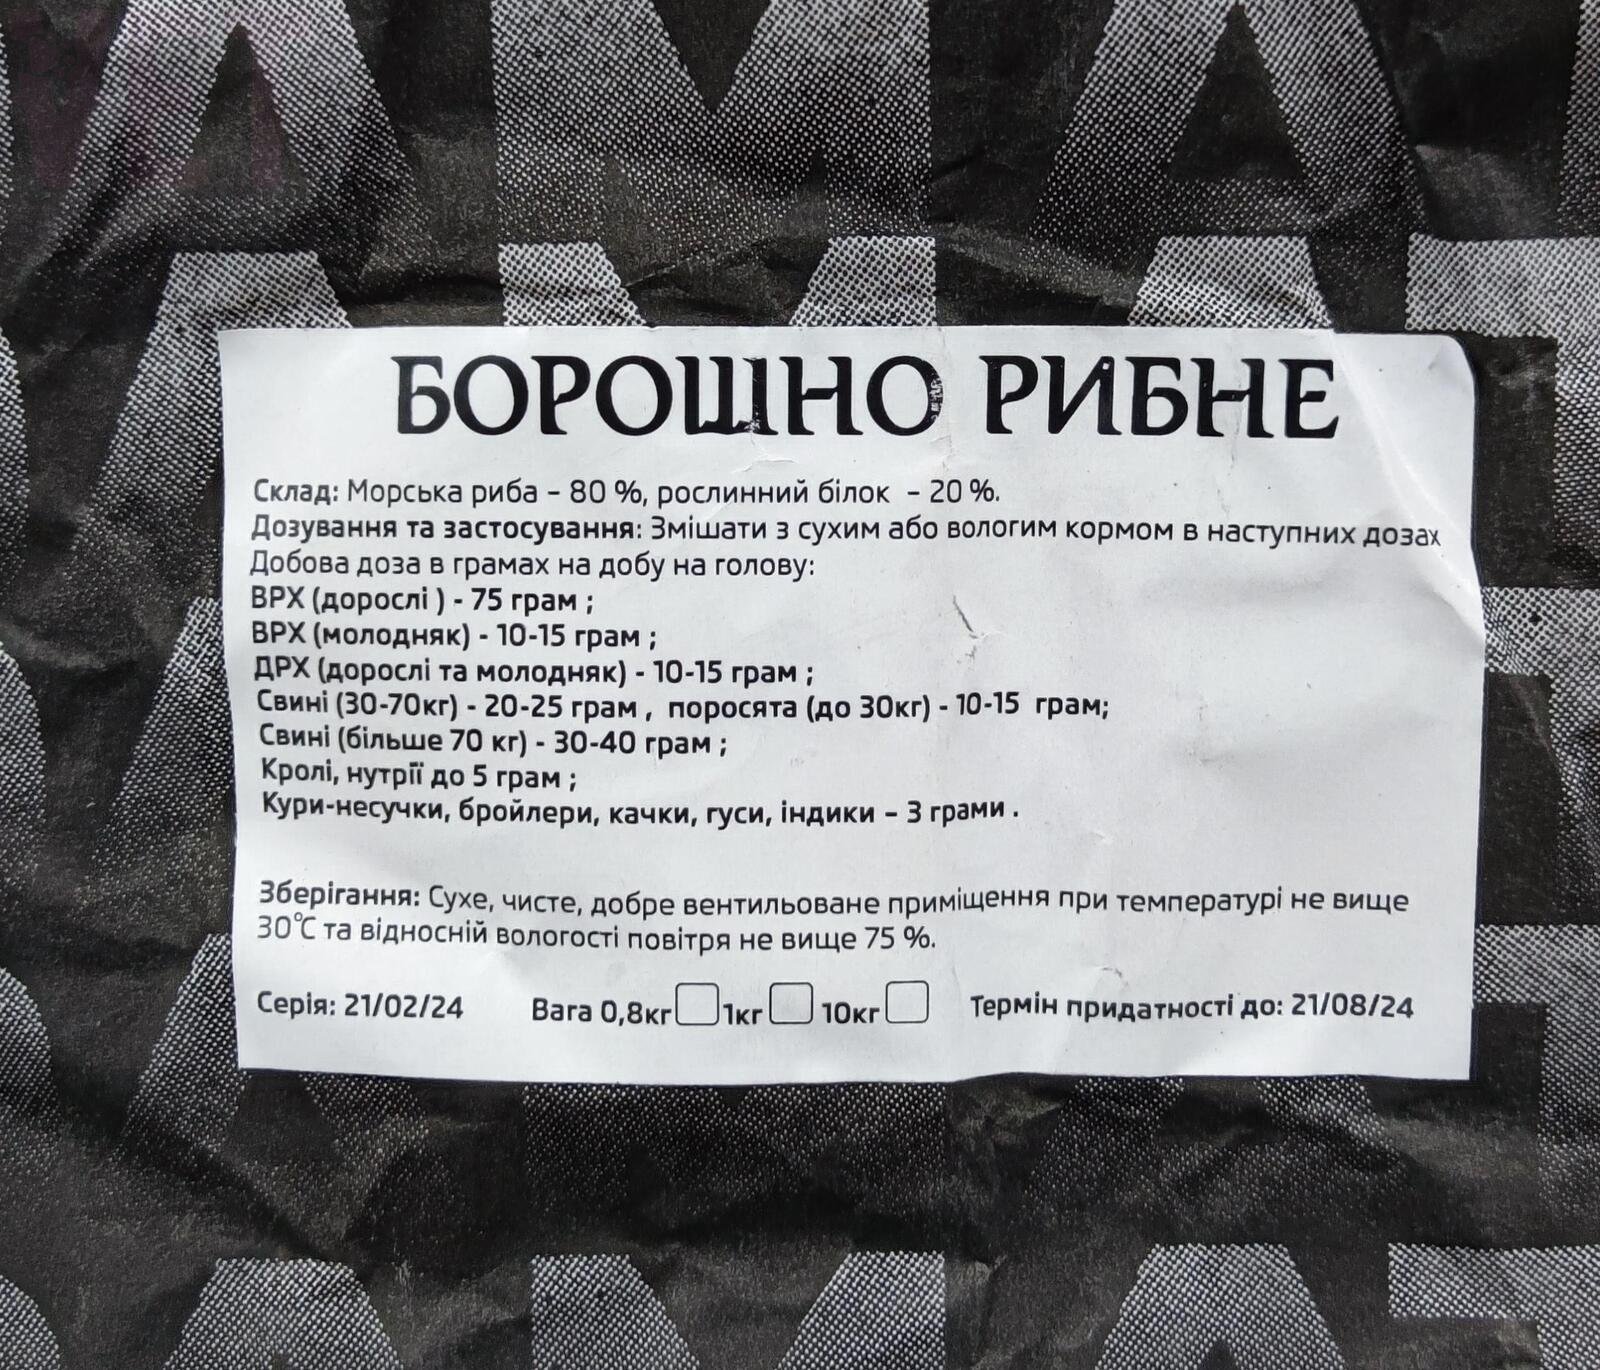 БОРОШНО РИБНЕ
Склад: Морська риба – 80 %, рослинний білок – 20 %.
Дозування та застосування: Змішати з сухим або вологим кормом в наступних дозах
Добова доза в грамах на добу на голову:
ВРХ (дорослі ) - 75 грам ;
ВРХ (молодняк) - 10-15 грам ;
ДРХ (дорослі та молодняк) - 10-15 грам ;
Свині (30-70кг) - 20-25 грам , поросята (до 30кг) - 10-15 грам;
Свині (більше 70 кг) - 30-40 грам ;
Кролі, нутрії до 5 грам ;
Кури-несучки, бройлери, качки, гуси, індики – 3 грами .
Зберігання: Сухе, чисте, добре вентильоване приміщення при температурі не вище
30°С та відносній вологості повітря не вище 75 %.
Серія: 21/02/24 Вага 0,8кг 1кг 10кг Термін придатності до: 21/08/24